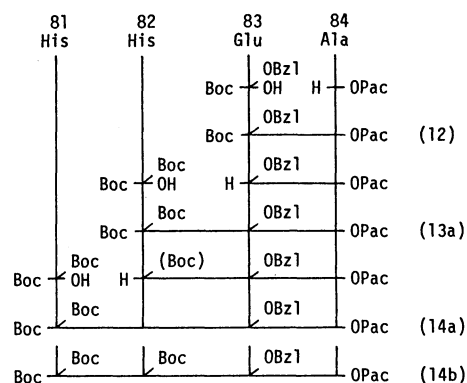 81 82 83 84
His His Glu Ala
OBzl
Boc OH H OPac
OBzl
Boc OPac (12)
Boc OBzl
Boc OH H OPac
Boc OBzl
Boc OPac (13a)
Boc (Boc) OBzl
Boc OH H OPac
Boc OBzl
Boc OPac (14a)
Boc Boc OBzl
Boc OPac (14b)